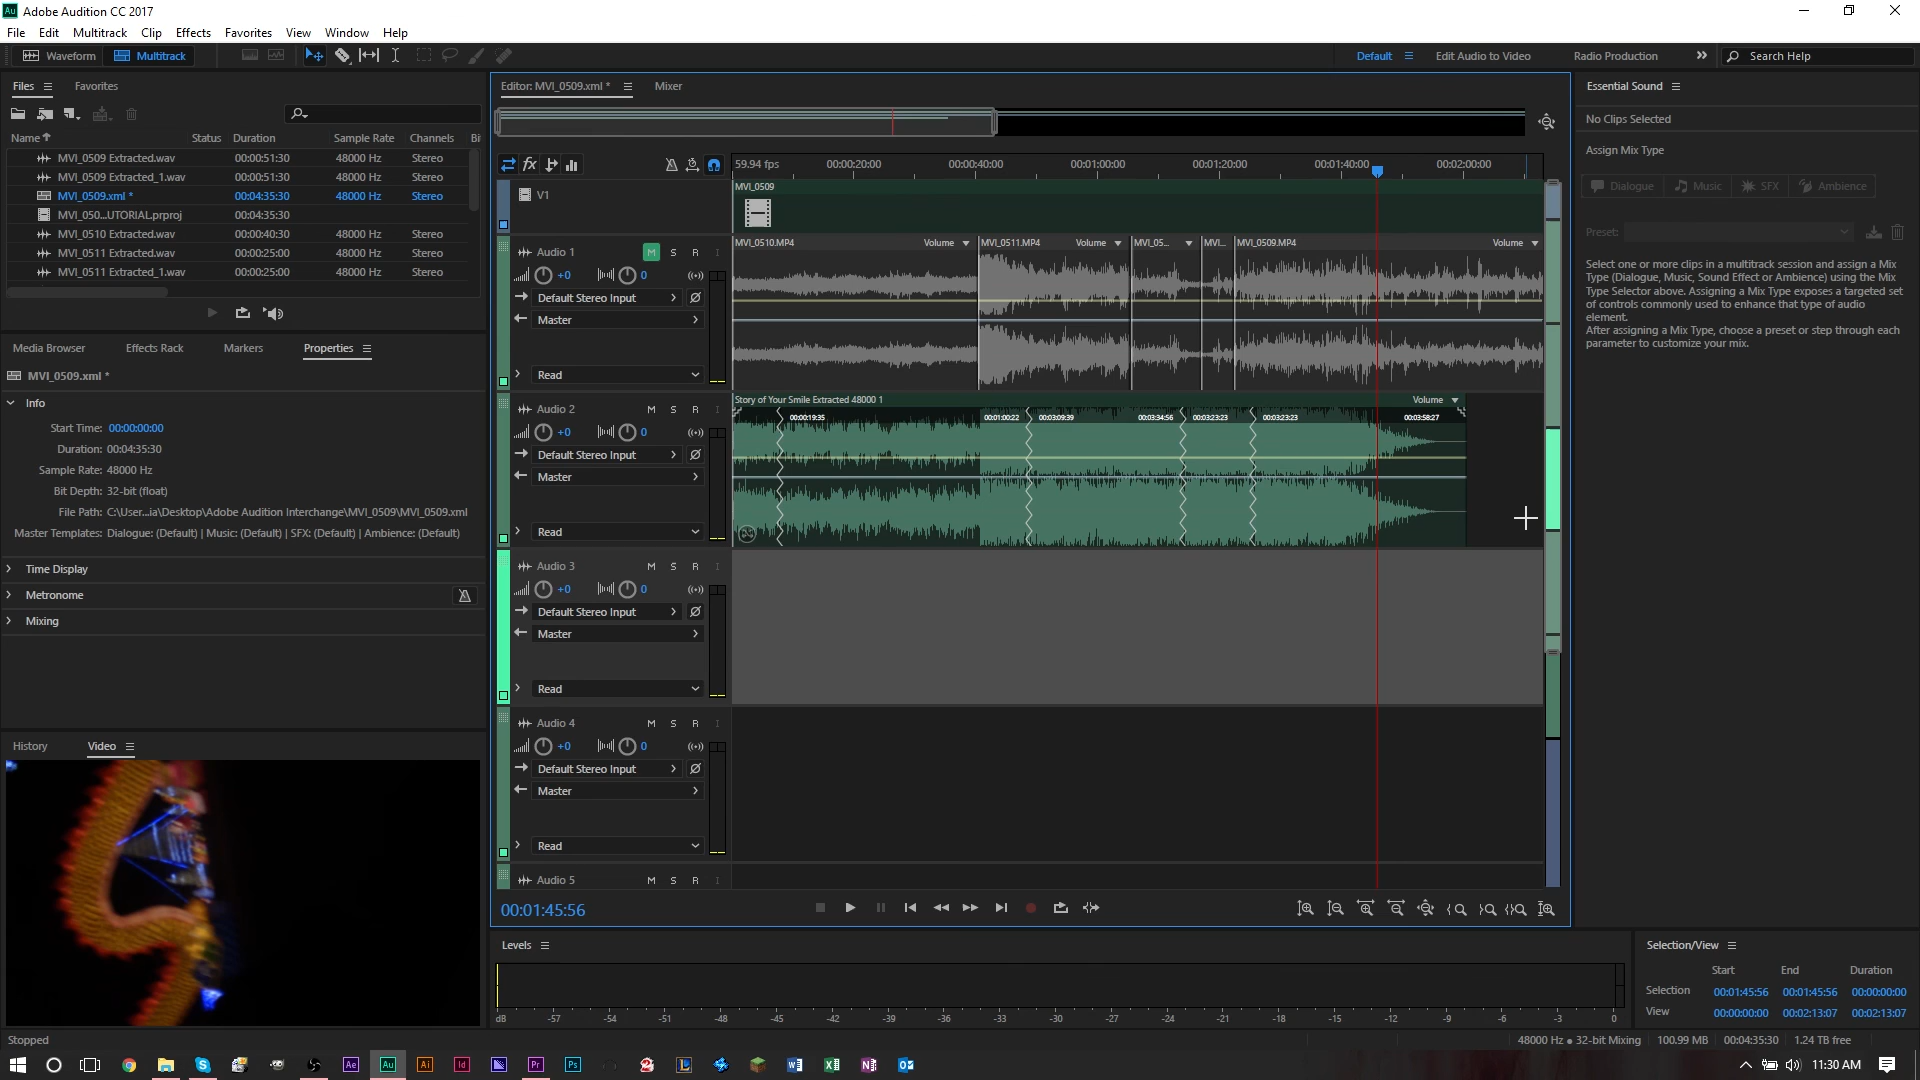 Au Adobe Audition CC 2017
File Edit Multitrack Clip Effects Favorites View Window Help
Waveform Multitrack Default Edit Audio to Video Radio Production Search Help
Files Favorites
Name Status Duration Sample Rate Channels Bi
MVI_0509 Extracted.wav 00:00:51:30 48000 Hz Stereo
MVI_0509 Extracted_1.wav 00:00:51:30 48000 Hz Stereo
MVI_0509.xml * 00:04:35:30 48000 Hz Stereo
MVI_050...UTORIAL.prproj 00:04:35:30
MVI_0510 Extracted.wav 00:00:40:30 48000 Hz Stereo
MVI_0511 Extracted.wav 00:00:25:00 48000 Hz Stereo
MVI_0511 Extracted_1.wav 00:00:25:00 48000 Hz Stereo
Media Browser Effects Rack Markers Properties
MVI_0509.xml *
Info
Start Time: 00:00:00:00
Duration: 00:04:35:30
Sample Rate: 48000 Hz
Bit Depth: 32-bit (float)
File Path: C:\User...ia\Desktop\Adobe Audition Interchange\MVI_0509\MVI_0509.xml
Master Templates: Dialogue: (Default) | Music: (Default) | SFX: (Default) | Ambience: (Default)
Time Display
Metronome
Mixing
History Video
Editor: MVI_0509.xml * Mixer
fx 59.94 fps 00:00:20:00 00:00:40:00 00:01:00:00 00:01:20:00 00:01:40:00 00:02:00:00
V1 MVI_0509
MVI_0510.MP4 Volume MVI_0511.MP4 Volume MVI_05... MVI... MVI_0509.MP4 Volume
Audio 1 M S R I
+0 0
Default Stereo Input
Master
Read
Story of Your Smile Extracted 48000 1 Volume
Audio 2 M S R I
00:00:19:35 00:01:00:22 00:03:09:39 00:03:34:56 00:03:23:23 00:03:23:23 00:03:58:27
+0 0
Default Stereo Input
Master
Read
Audio 3 M S R I
+0 0
Default Stereo Input
Master
Read
Audio 4 M S R I
+0 0
Default Stereo Input
Master
Read
Audio 5 M S R I
00:01:45:56
Levels
dB -57 -54 -51 -48 -45 -42 -39 -36 -33 -30 -27 -24 -21 -18 -15 -12 -9 -6 -3 0
Essential Sound
No Clips Selected
Assign Mix Type
Dialogue Music SFX Ambience
Preset:
Select one or more clips in a multitrack session and assign a Mix
Type (Dialogue, Music, Sound Effect or Ambience) using the Mix
Type Selector above. Assigning a Mix Type exposes a targeted set
of controls commonly used to enhance that type of audio
element.
After assigning a Mix Type, choose a preset or step through each
parameter to customize your mix.
Selection/View
Start End Duration
Selection 00:01:45:56 00:01:45:56 00:00:00:00
View 00:00:00:00 00:02:13:07 00:02:13:07
Stopped 48000 Hz ● 32-bit Mixing 100.99 MB 00:04:35:30 1.24 TB free
Ae Au Ai Id Pr Ps 11:30 AM